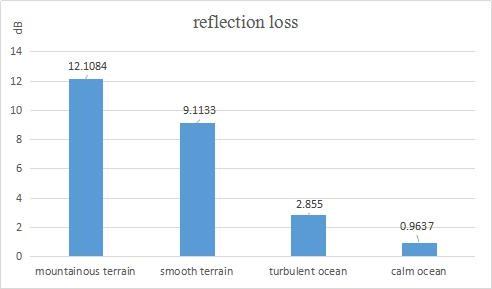 reflection loss
dB
14
12
10
8
6
4
2
0
12.1084
9.1133
2.855
0.9637
mountainous terrain
smooth terrain
turbulent ocean
calm ocean